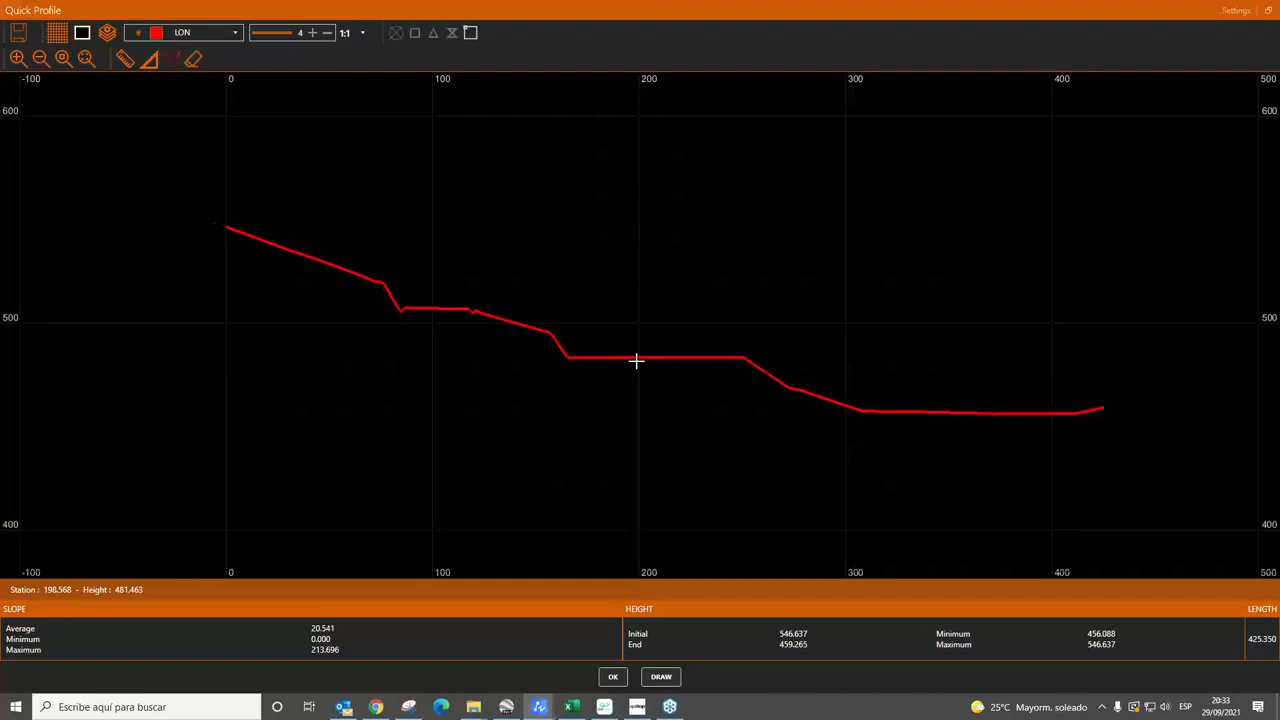 Quick Profile
Settings
LON
4
1:1
-100 0 100 200 300 400 500
600 600
500 500
400 400
-100 0 100 200 300 400 500
Station : 198.568 - Height : 481.463
SLOPE
Average 20.541
Minimum 0.000
Maximum 213.696
HEIGHT
Initial 546.637 Minimum 456.088
End 459.265 Maximum 546.637
LENGTH
425.350
OK
DRAW
Escribe aquí para buscar
25°C Mayorm. soleado
ESP
20:33
29/09/2021